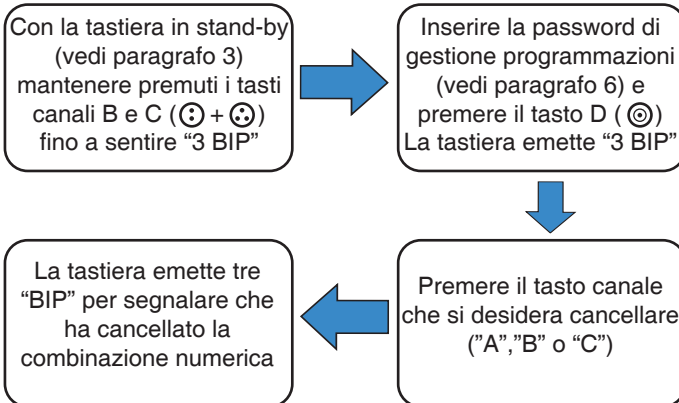 Con la tastiera in stand-by
(vedi paragrafo 3)
mantenere premuti i tasti
canali B e C ( + )
fino a sentire “3 BIP”
Inserire la password di
gestione programmazioni
(vedi paragrafo 6) e
premere il tasto D ( )
La tastiera emette “3 BIP”
Premere il tasto canale
che si desidera cancellare
(”A”,”B” o “C”)
La tastiera emette tre
“BIP” per segnalare che
ha cancellato la
combinazione numerica